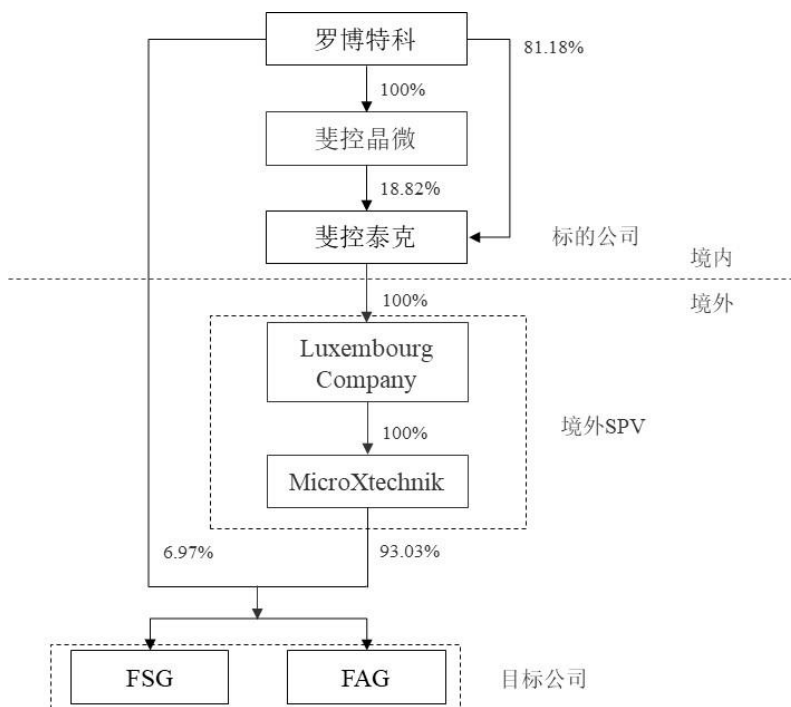 罗博特科
81.18%
100%
斐控晶微
18.82%
斐控泰克
标的公司
境内
100%
境外
Luxembourg
Company
100%
境外SPV
MicroXtechnik
6.97%
93.03%
FSG
FAG
目标公司